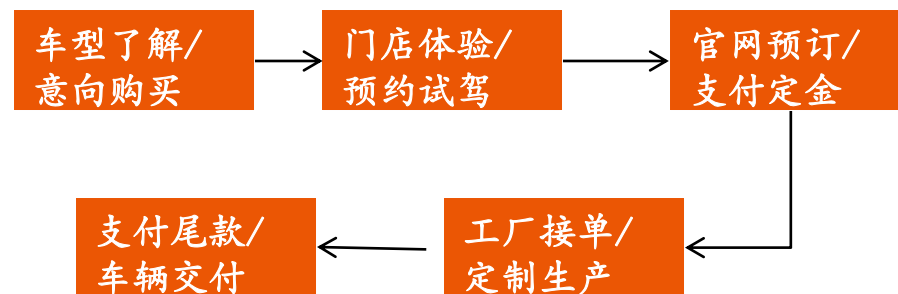 车型了解/
意向购买
门店体验/
预约试驾
官网预订/
支付定金
工厂接单/
定制生产
支付尾款/
车辆交付